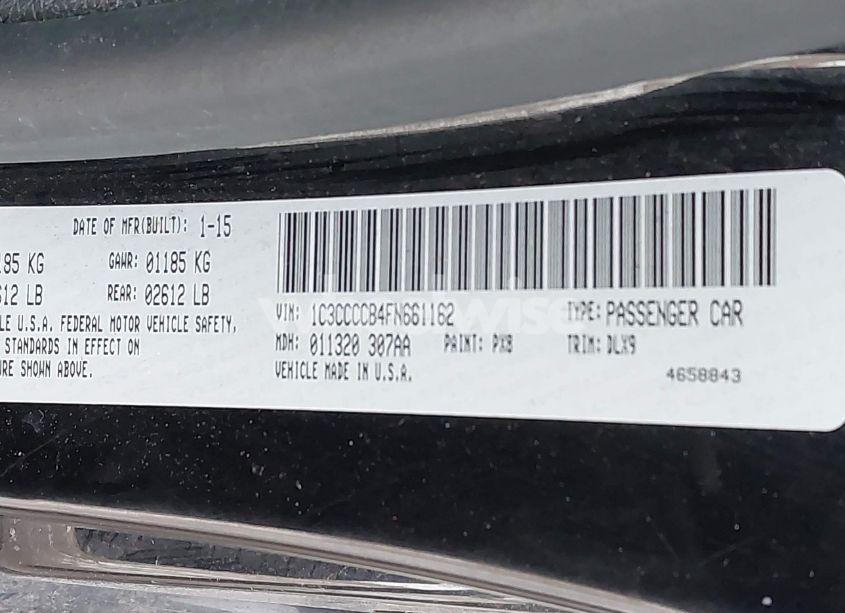 DATE OF MFR(BUILT): 1-15
185 KG GAWR: 01185 KG
612 LB REAR: 02612 LB
LE U.S.A. FEDERAL MOTOR VEHICLE SAFETY,
STANDARDS IN EFFECT ON
URE SHOWN ABOVE.
VIN: 1C3CCCCB4FN661162 TYPE: PASSENGER CAR
MDH: 011320 307AA PAINT: PX8 TRIM: DLX9
VEHICLE MADE IN U.S.A.
4658843